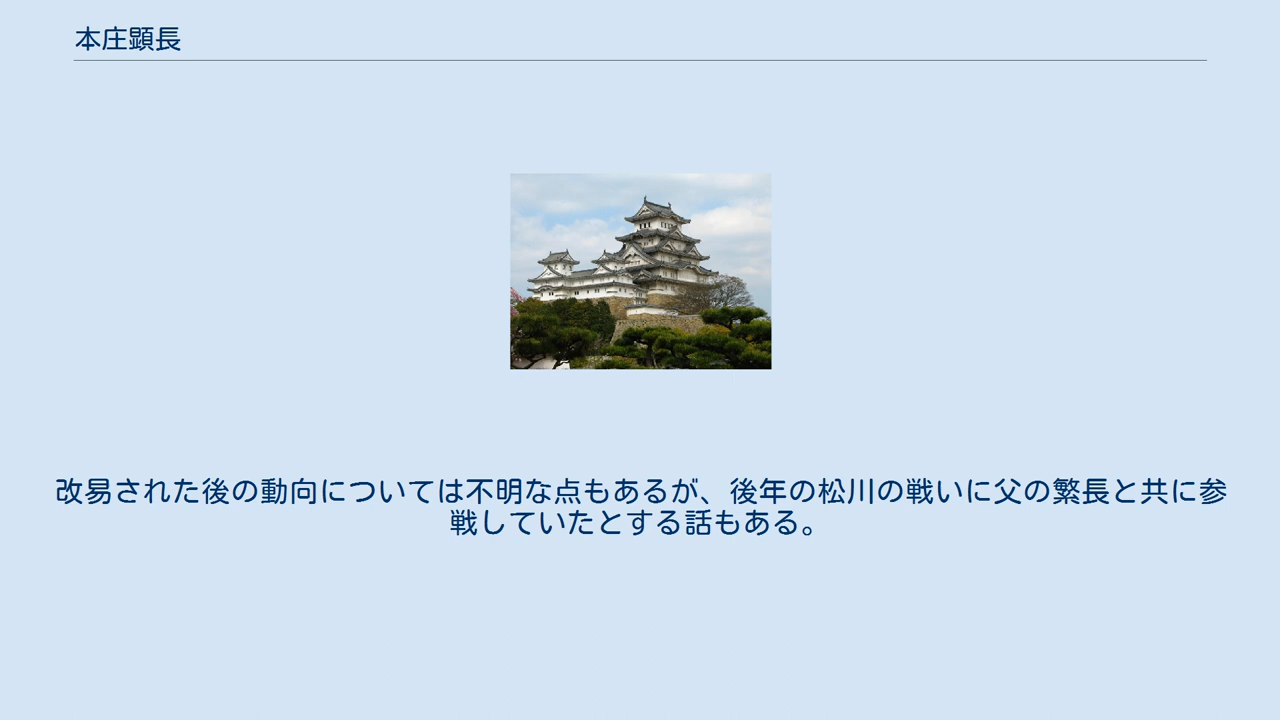 本庄顕長
改易された後の動向については不明な点もあるが、後年の松川の戦いに父の繁長と共に参
戦していたとする話もある。